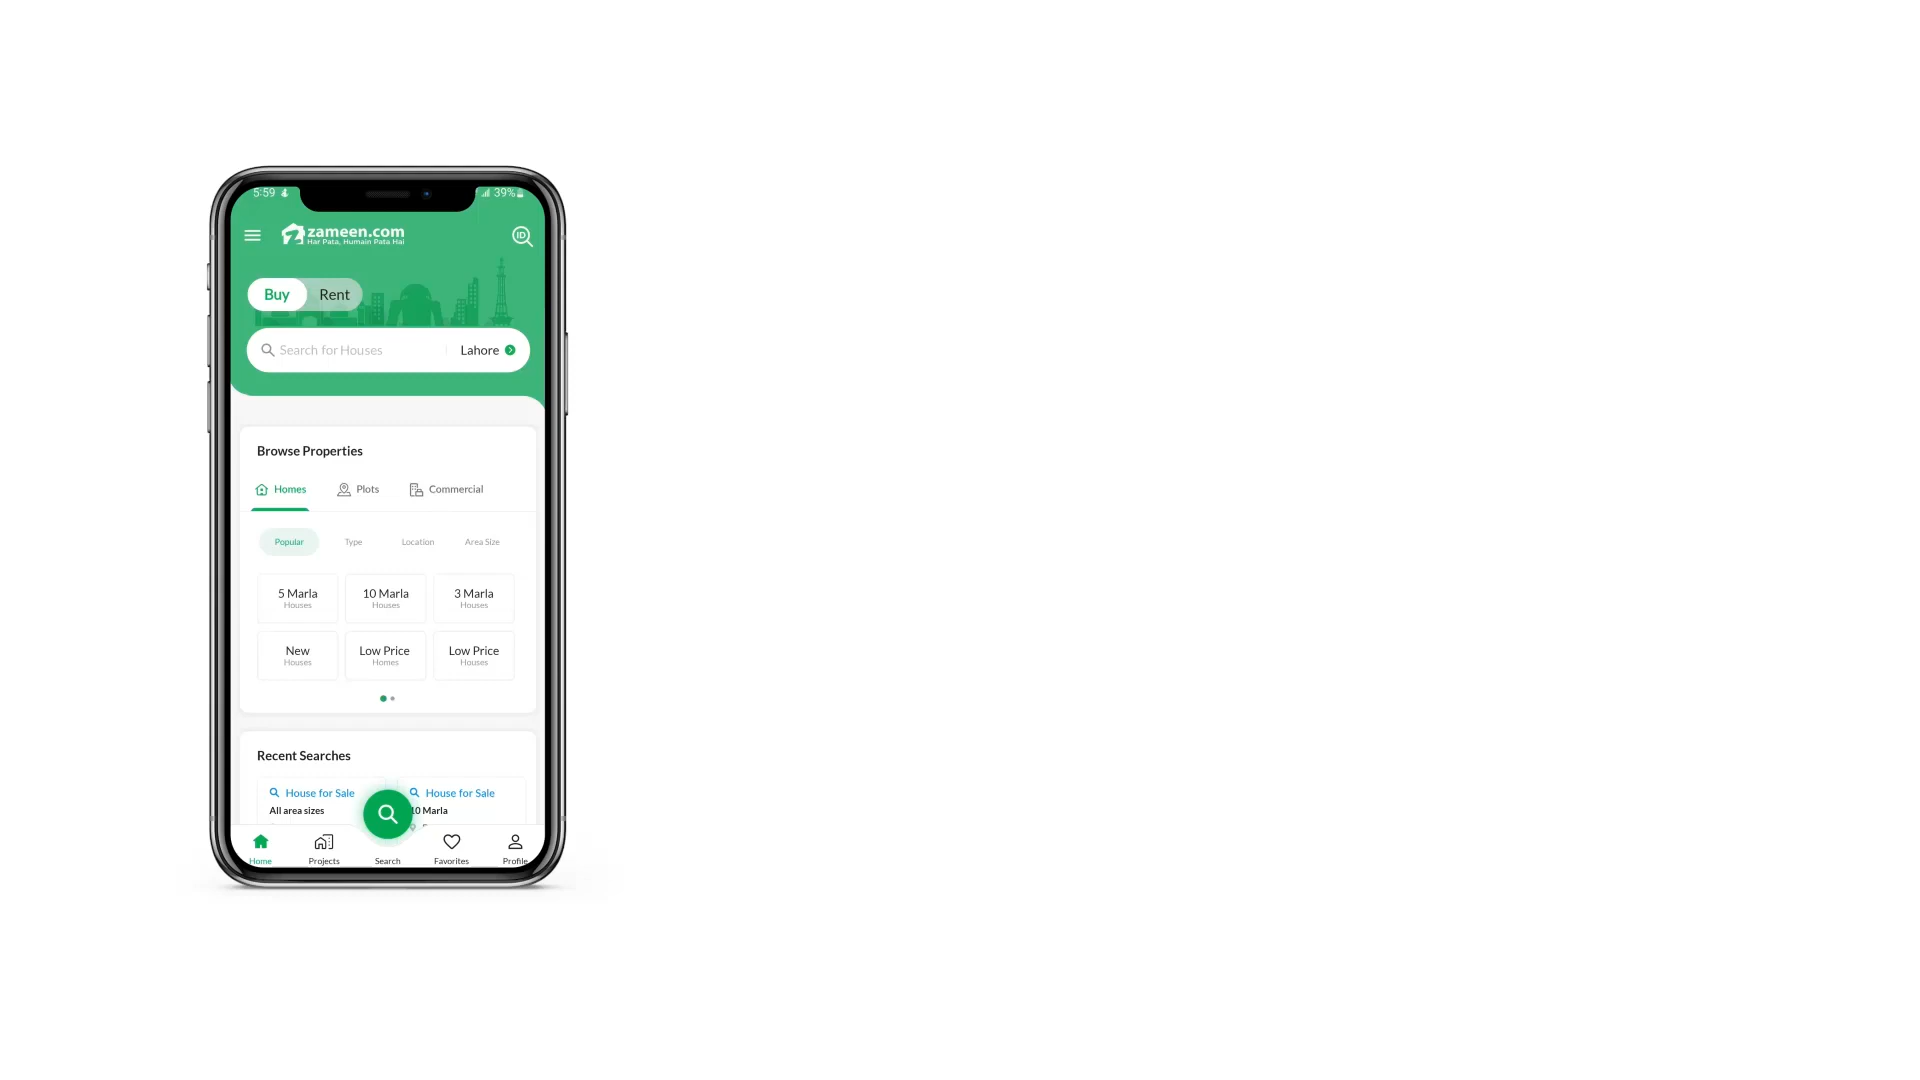 5:59
39%
zameen.com
Har Pata, Humain Pata Hai
ID
Buy Rent
Search for Houses Lahore
Browse Properties
Homes Plots Commercial
Popular Type Location Area Size
5 Marla 10 Marla 3 Marla
Houses Houses Houses
New Low Price Low Price
Houses Homes Houses
Recent Searches
House for Sale House for Sale
All area sizes 10 Marla
Home Projects Search Favorites Profile